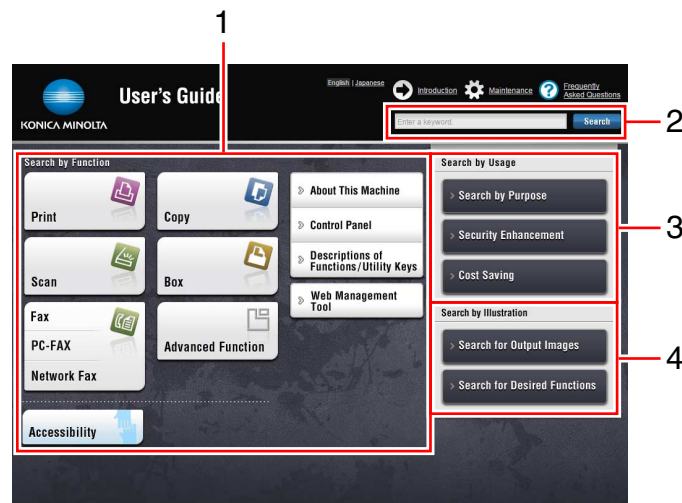 1
English | Japanese
Introduction
Maintenance
Frequently
Asked Questions
User's Guide
KONICA MINOLTA
Enter a keyword.
Search
2
Search by Function
Print
Copy
Scan
Box
Fax
PC-FAX
Network Fax
Advanced Function
Accessibility
About This Machine
Control Panel
Descriptions of
Functions/Utility Keys
Web Management
Tool
Search by Usage
Search by Purpose
Security Enhancement
Cost Saving
3
Search by Illustration
Search for Output Images
Search for Desired Functions
4